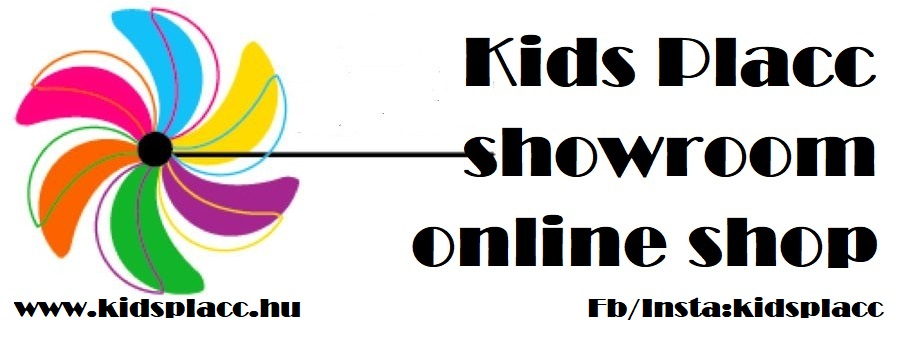 Kids Placc
showroom
online shop
www.kidsplacc.hu
Fb/Insta:kidsplacc